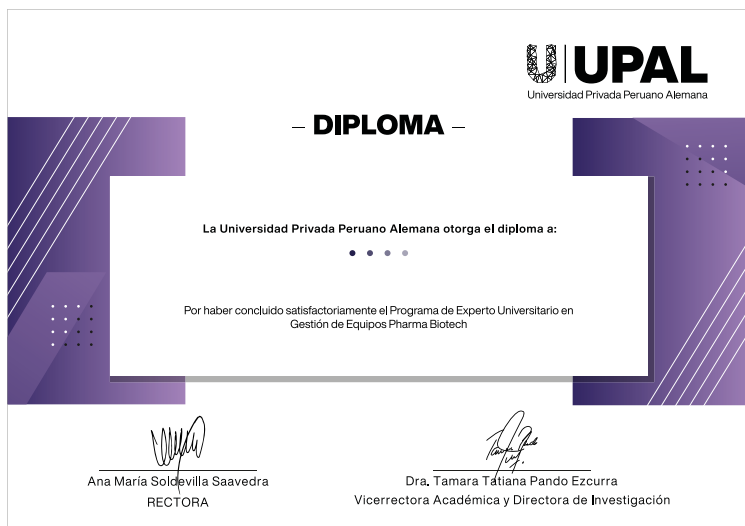 UPAL
Universidad Privada Peruano Alemana
– DIPLOMA –
La Universidad Privada Peruano Alemana otorga el diploma a:
Por haber concluido satisfactoriamente el Programa de Experto Universitario en
Gestión de Equipos Pharma Biotech
Ana María Soldevilla Saavedra
RECTORA
Dra. Tamara Tatiana Pando Ezcurra
Vicerrectora Académica y Directora de Investigación